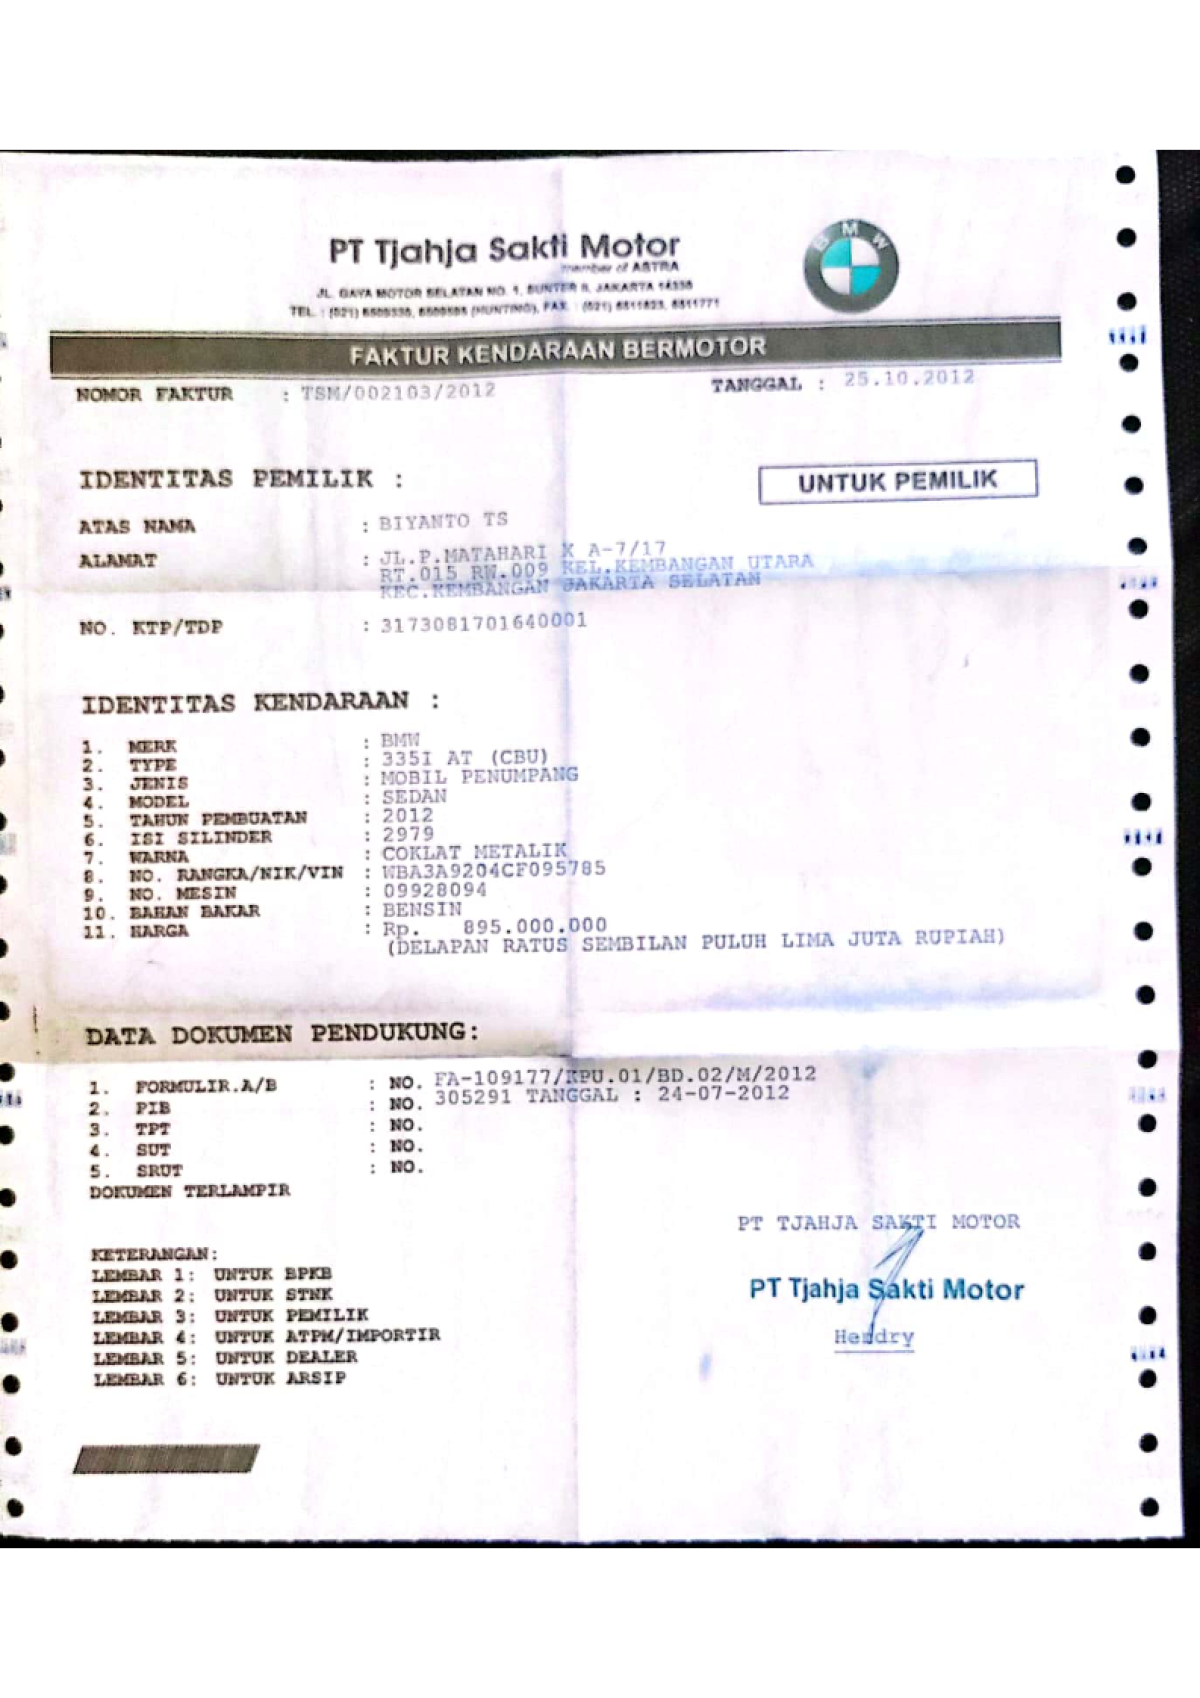 PT Tjahja Sakti Motor
member of ASTRA
BMW
JL. GAYA MOTOR SELATAN NO. 1, SUNTER II, JAKARTA 14330
TEL. : (021) FAX. : (021) 6511771
FAKTUR KENDARAAN BERMOTOR
NOMOR FAKTUR : TSM/002103/2012 TANGGAL : 25.10.2012
IDENTITAS PEMILIK :
UNTUK PEMILIK
ATAS NAMA : BIYANTO TS
ALAMAT : JL.P.MATAHARI X A-7/17
RT.015 RW.009 KEL.KEMBANGAN UTARA
KEC.KEMBANGAN JAKARTA SELATAN
NO. KTP/TDP : 3173081701640001
IDENTITAS KENDARAAN :
1. MERK : BMW
2. TYPE : 335I AT (CBU)
3. JENIS : MOBIL PENUMPANG
4. MODEL : SEDAN
5. TAHUN PEMBUATAN : 2012
6. ISI SILINDER : 2979
7. WARNA : COKLAT METALIK
8. NO. RANGKA/NIK/VIN : WBA3A9204CF095785
9. NO. MESIN : 09928094
10. BAHAN BAKAR : BENSIN
11. HARGA : Rp. 895.000.000
(DELAPAN RATUS SEMBILAN PULUH LIMA JUTA RUPIAH)
DATA DOKUMEN PENDUKUNG:
1. FORMULIR.A/B : NO. FA-109177/KPU.01/BD.02/M/2012
2. PIB : NO. 305291 TANGGAL : 24-07-2012
3. TPT : NO.
4. SUT : NO.
5. SRUT : NO.
DOKUMEN TERLAMPIR
PT TJAHJA SAKTI MOTOR
KETERANGAN:
LEMBAR 1: UNTUK BPKB
LEMBAR 2: UNTUK STNK
LEMBAR 3: UNTUK PEMILIK
LEMBAR 4: UNTUK ATPM/IMPORTIR
LEMBAR 5: UNTUK DEALER
LEMBAR 6: UNTUK ARSIP
PT Tjahja Sakti Motor
Hendry